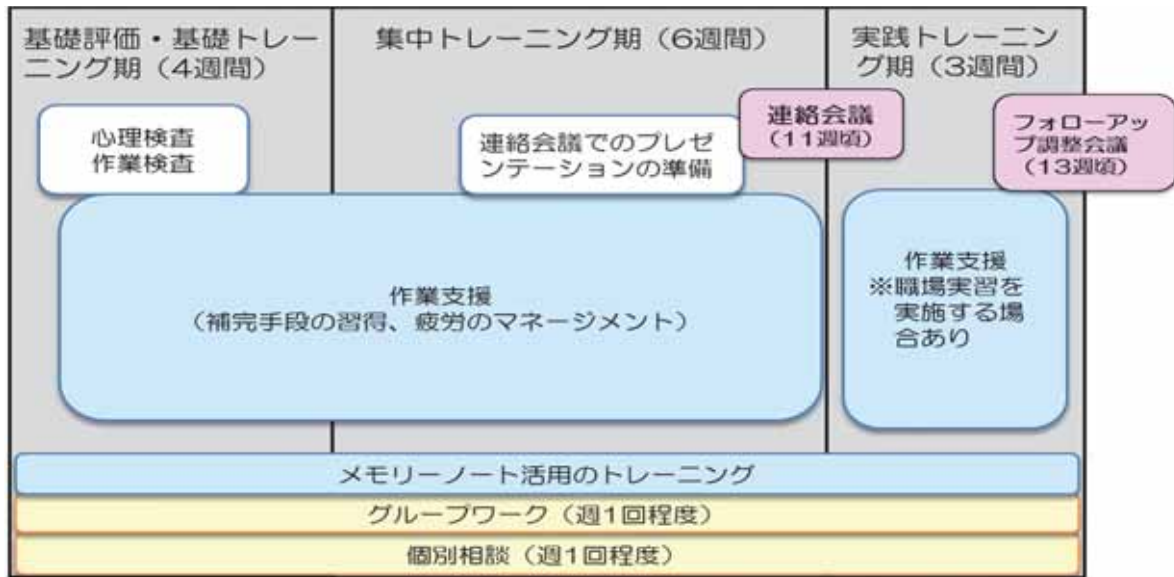 基礎評価・基礎トレー
ニング期（4週間）
集中トレーニング期（6週間）
実践トレーニン
グ期（3週間）
心理検査
作業検査
連絡会議でのプレゼ
ンテーションの準備
連絡会議
（11週頃）
フォローアッ
プ調整会議
（13週頃）
作業支援
（補完手段の習得、疲労のマネージメント）
作業支援
※職場実習を
実施する場
合あり
メモリーノート活用のトレーニング
グループワーク（週1回程度）
個別相談（週1回程度）